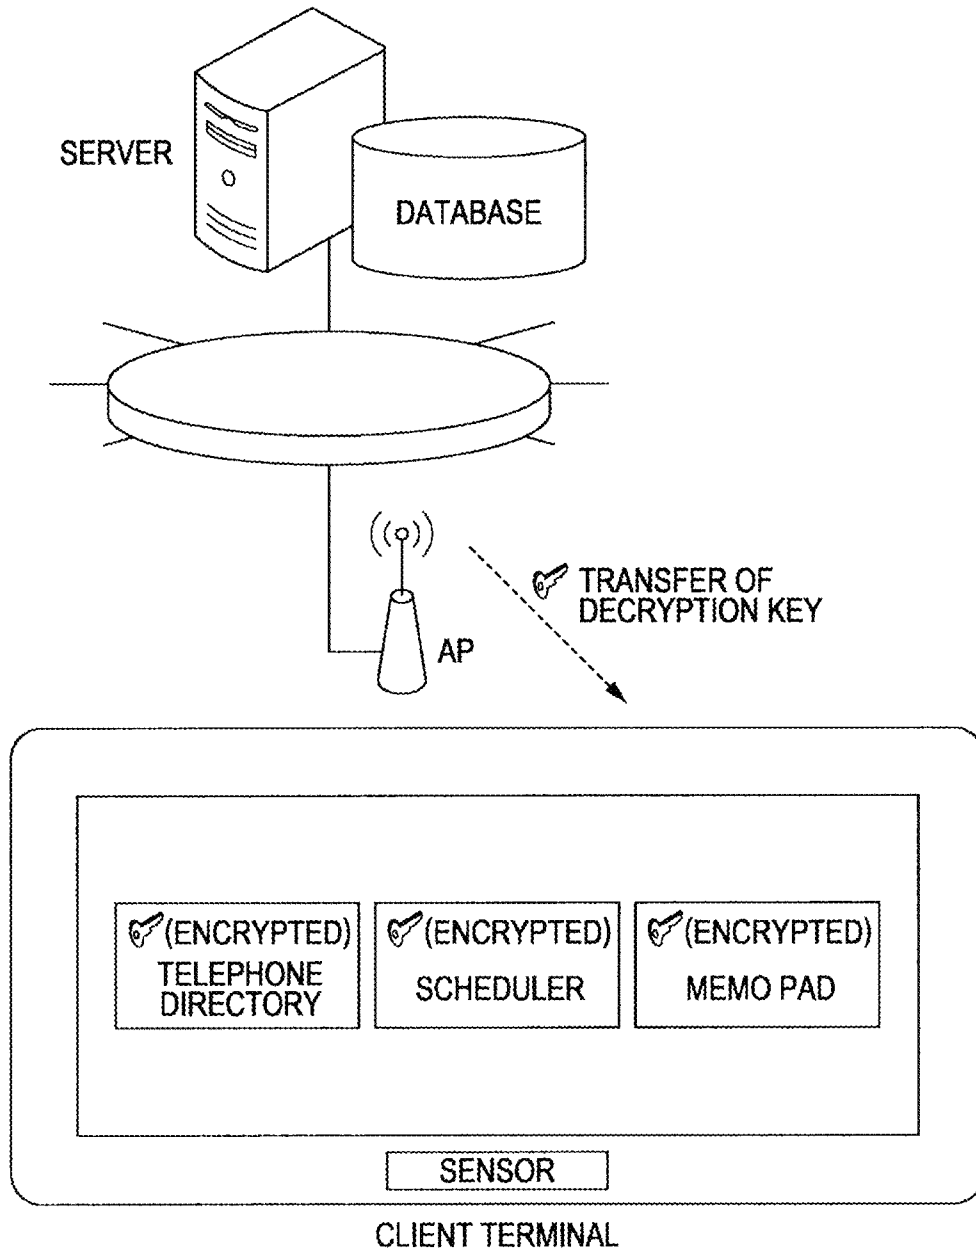 SERVER
DATABASE
TRANSFER OF
DECRYPTION KEY
AP
(ENCRYPTED)
TELEPHONE
DIRECTORY
(ENCRYPTED)
SCHEDULER
(ENCRYPTED)
MEMO PAD
SENSOR
CLIENT TERMINAL